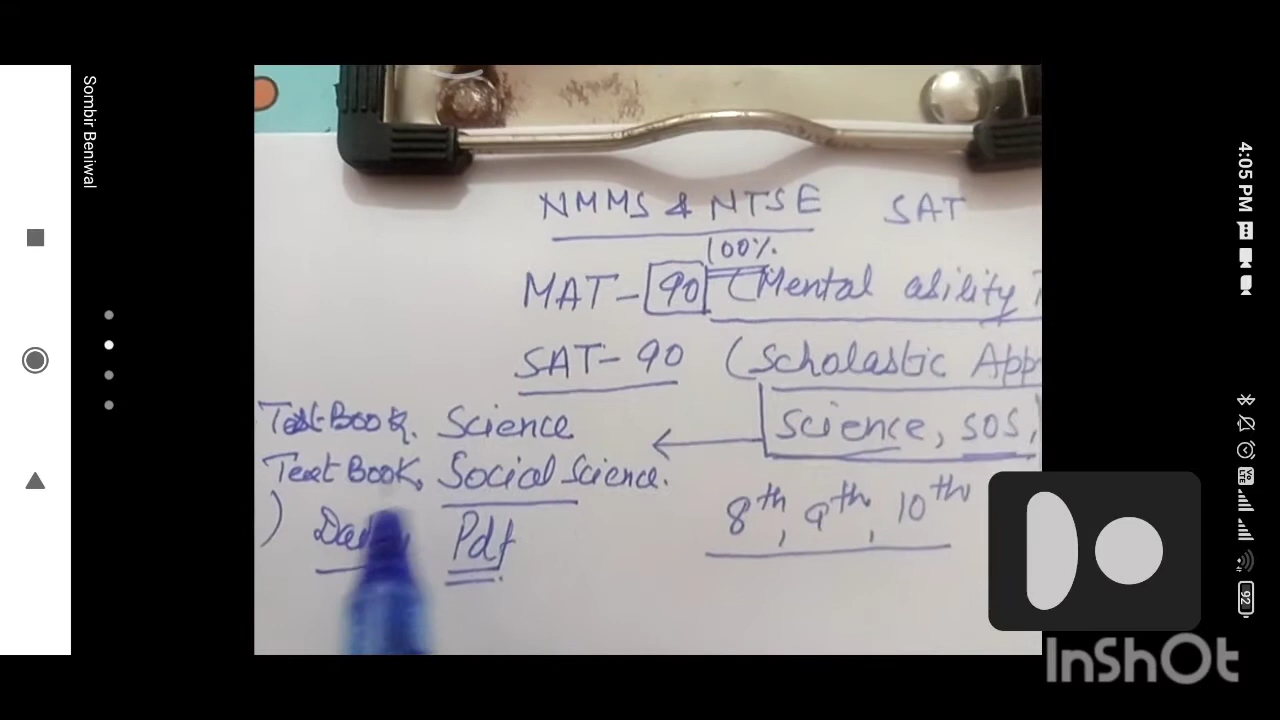 Sombir Beniwal
4:05 PM
NMMS & NTSE SAT
100%
MAT - 90 (Mental ability
SAT - 90 (Scholastic App
Text Book. Science
science, sos,
Text Book. Social Science.
8th, 9th, 10th
) Pdf.
92
InShOt